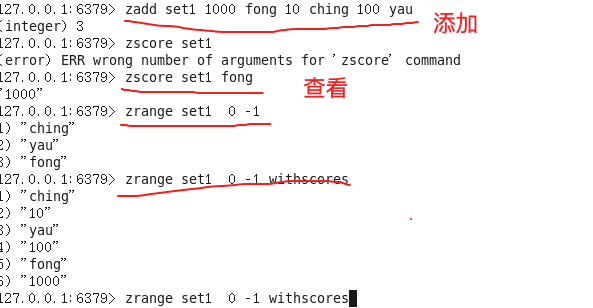 127.0.0.1:6379> zadd set1 1000 fong 10 ching 100 yau
(integer) 3
添加
127.0.0.1:6379> zscore set1
(error) ERR wrong number of arguments for 'zscore' command
127.0.0.1:6379> zscore set1 fong
查看
"1000"
127.0.0.1:6379> zrange set1  0 -1
1) "ching"
2) "yau"
3) "fong"
127.0.0.1:6379> zrange set1  0 -1 withscores
1) "ching"
2) "10"
3) "yau"
4) "100"
5) "fong"
6) "1000"
127.0.0.1:6379> zrange set1  0 -1 withscores